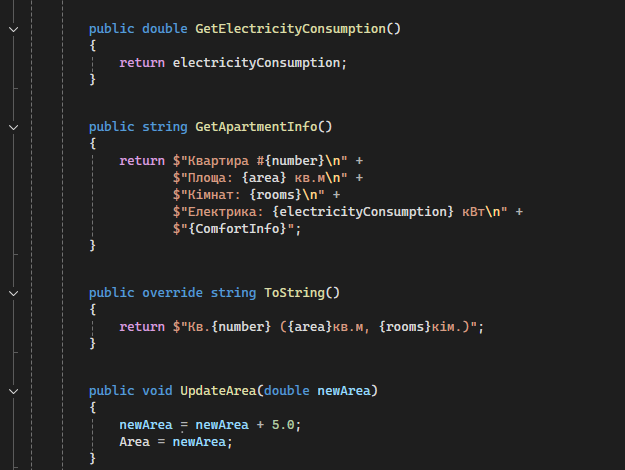 public double GetElectricityConsumption()
{
return electricityConsumption;
}
public string GetApartmentInfo()
{
return $"Квартира #{number}\n" +
$"Площа: {area} кв.м\n" +
$"Кімнат: {rooms}\n" +
$"Електрика: {electricityConsumption} кВт\n" +
$"{ComfortInfo}";
}
public override string ToString()
{
return $"Кв.{number} ({area}кв.м, {rooms}кім.)";
}
public void UpdateArea(double newArea)
{
newArea = newArea + 5.0;
Area = newArea;
}